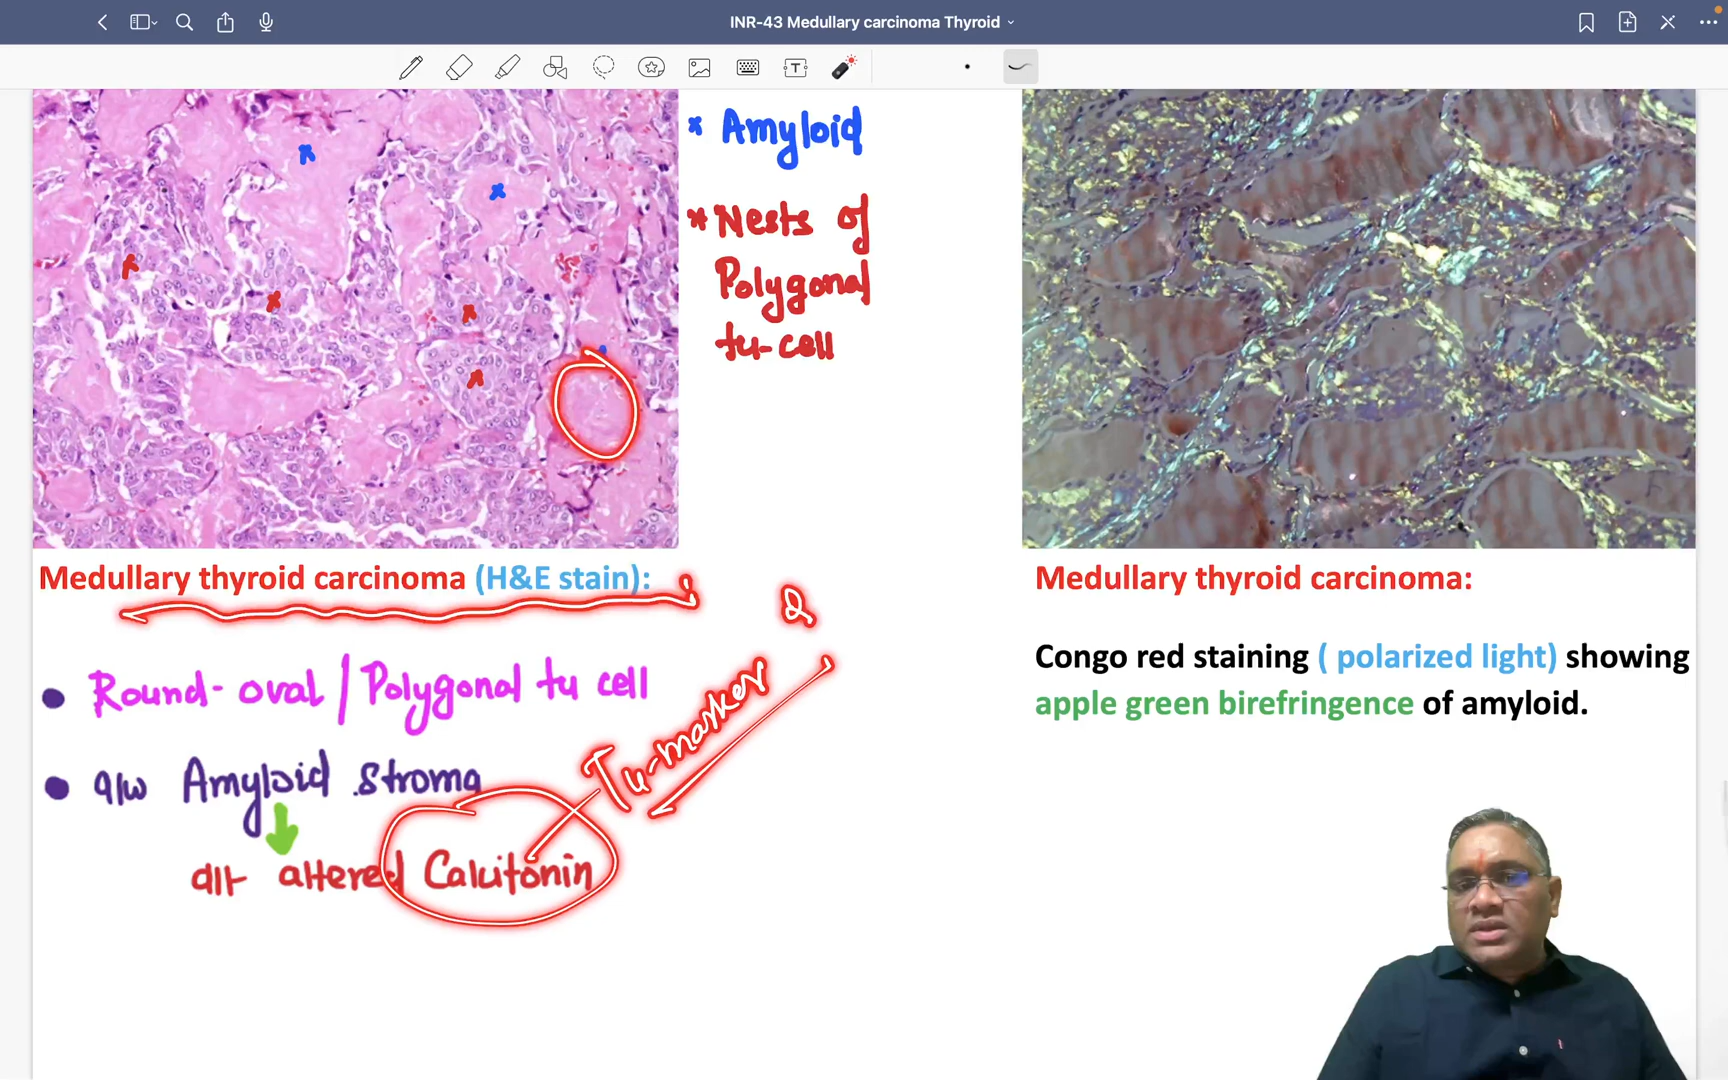 INR-43 Medullary carcinoma Thyroid
* Amyloid
* Nests of
Polygonal
tu-cell
Medullary thyroid carcinoma (H&E stain):
• Round-oval / Polygonal tu cell
• a/w Amyloid stroma
d/t altered Calcitonin
Tu-marker
Medullary thyroid carcinoma:
Congo red staining ( polarized light) showing
apple green birefringence of amyloid.